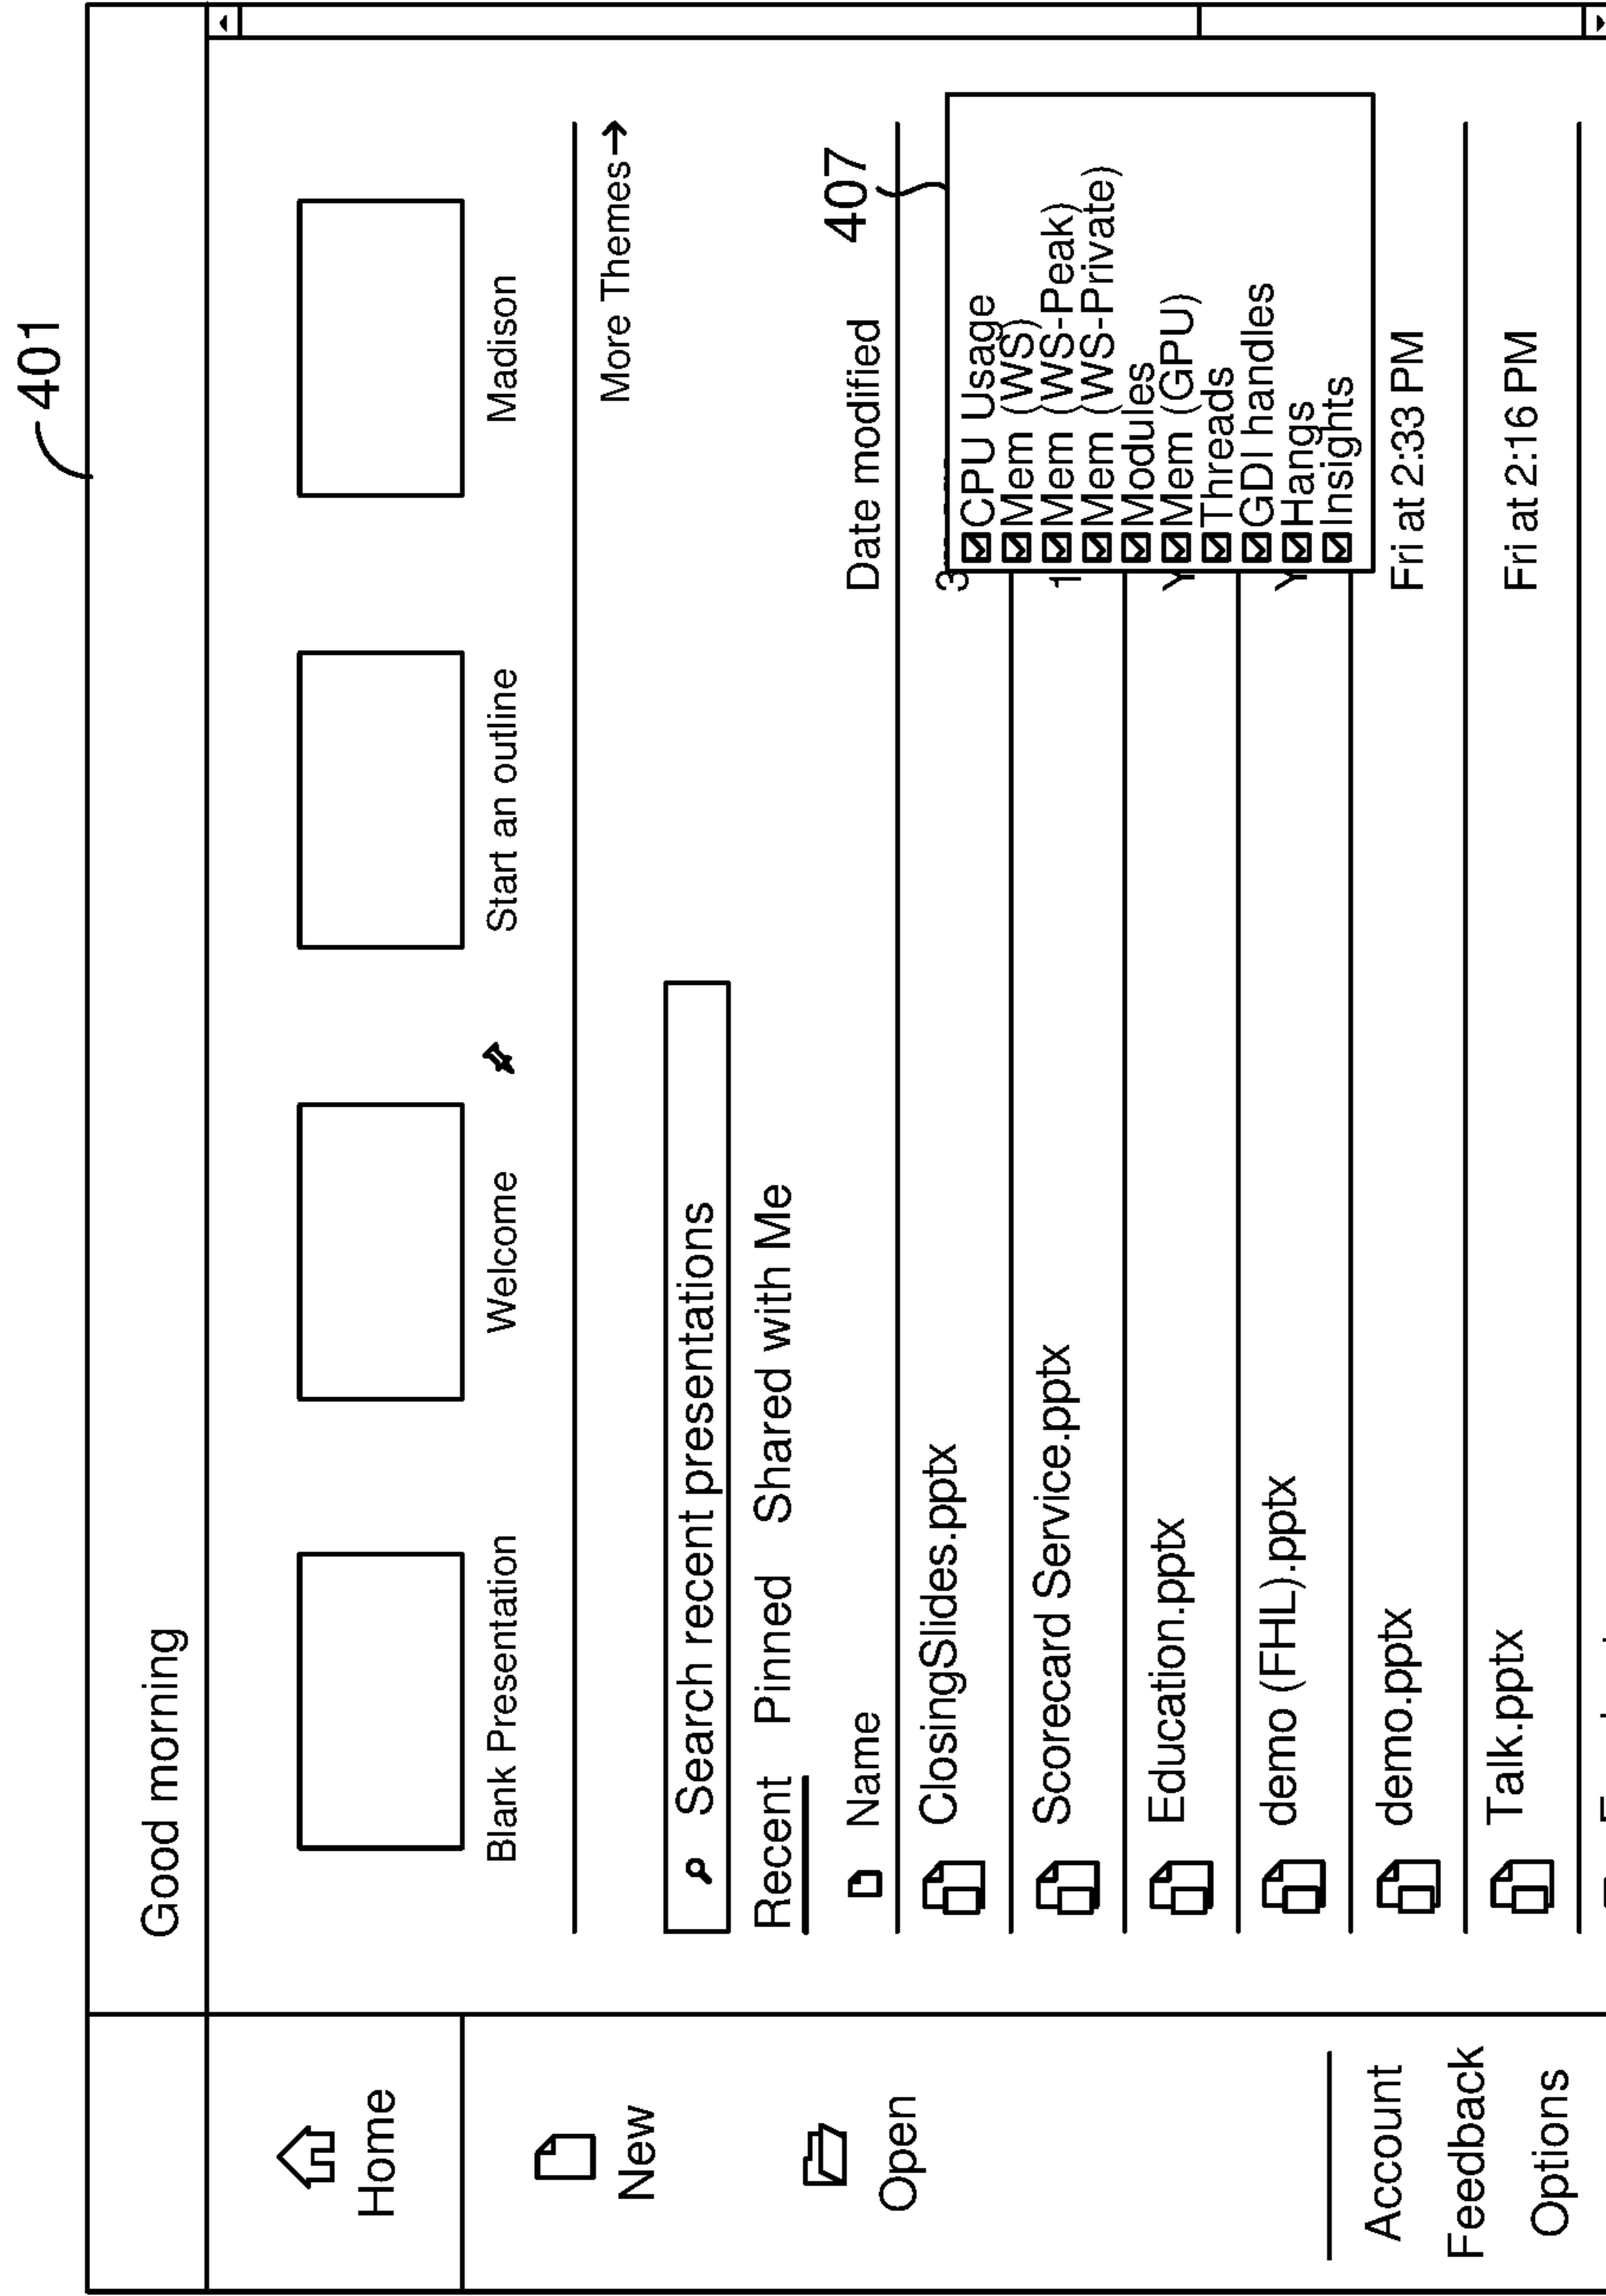 401
Good morning
Home
New
Open
Account
Feedback
Options
Blank Presentation
Welcome
Start an outline
Madison
More Themes→
Search recent presentations
Recent Pinned Shared with Me
Name Date modified
407
ClosingSlides.pptx 3
Scorecard Service.pptx 1
Education.pptx Y
demo (FHL).pptx Y
demo.pptx Fri at 2:33 PM
Talk.pptx Fri at 2:16 PM
CPU Usage
Mem (WS)
Mem (WS-Peak)
Mem (WS-Private)
Modules
Mem (GPU)
Threads
GDI handles
Hangs
Insights